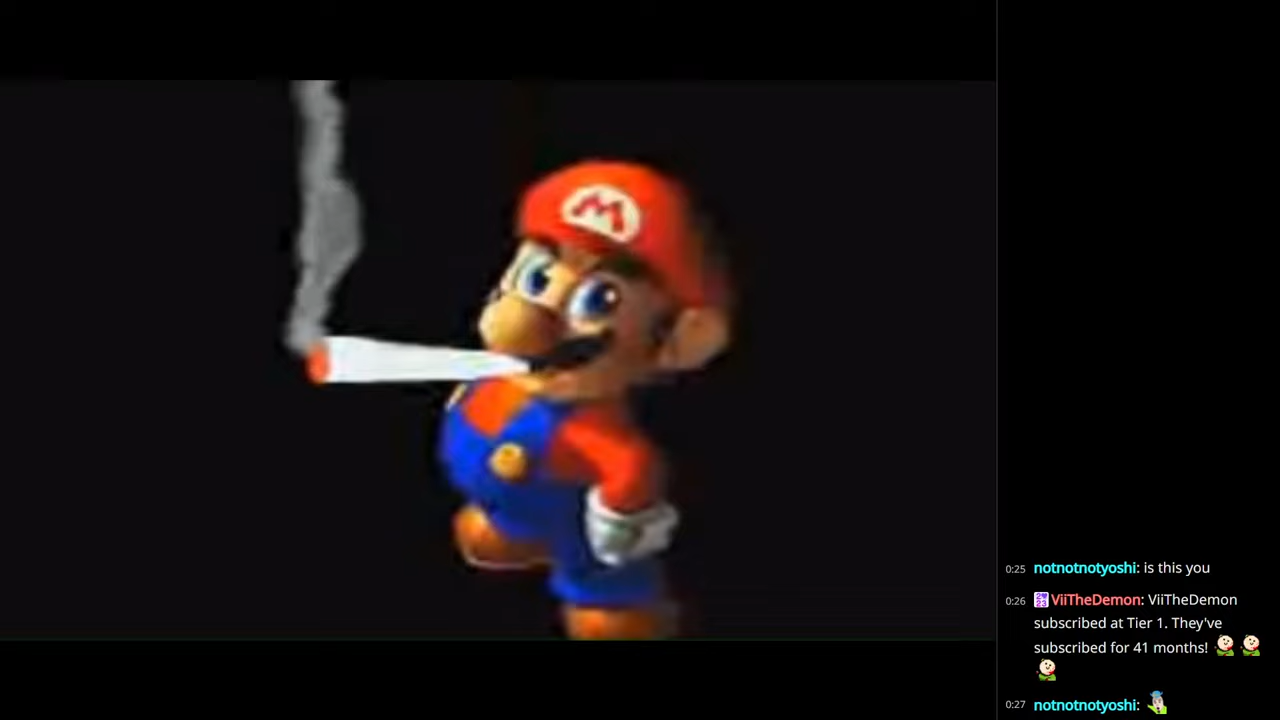 M
0:25 notnotnotyoshi: is this you
0:26 ViiTheDemon: ViiTheDemon
subscribed at Tier 1. They've
subscribed for 41 months!
0:27 notnotnotyoshi: